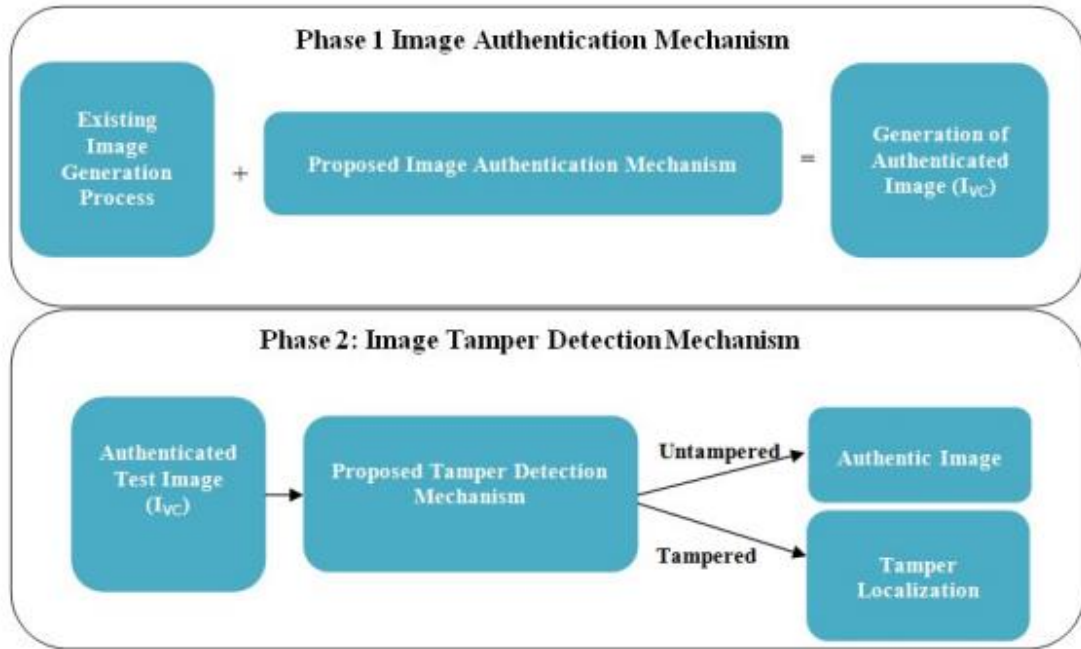 Phase 1 Image Authentication Mechanism
Existing
Image
Generation
Process
+
Proposed Image Authentication Mechanism
=
Generation of
Authenticated
Image (IVC)
Phase 2: Image Tamper Detection Mechanism
Authenticated
Test Image
(IVC)
Proposed Tamper Detection
Mechanism
Untampered
Authentic Image
Tampered
Tamper
Localization